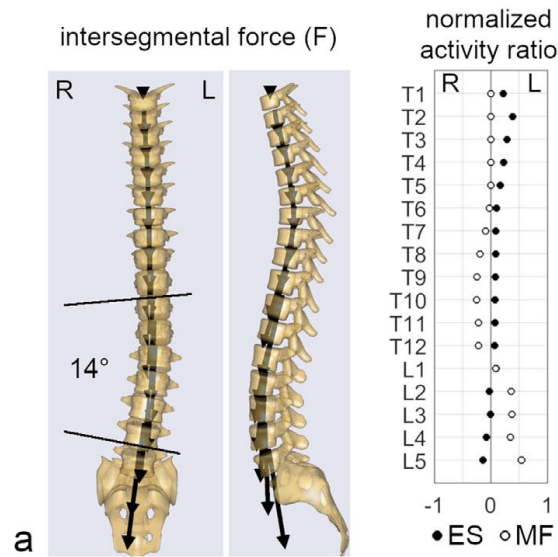 intersegmental force (F)
normalized
activity ratio
R
L
R
L
T1
T2
T3
T4
T5
T6
T7
T8
T9
T10
T11
T12
L1
L2
L3
L4
L5
14°
-1
0
1
a
ES
MF